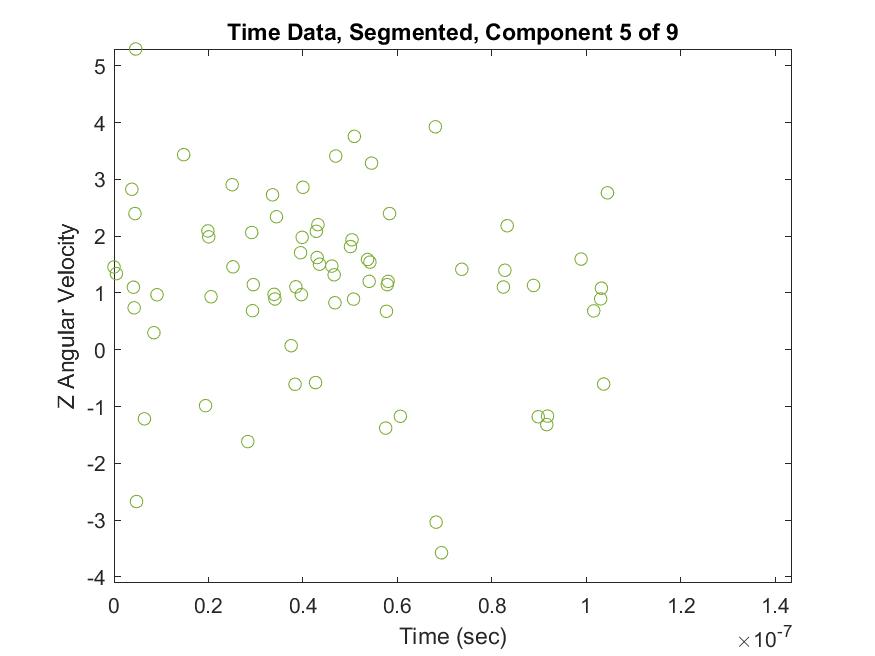 Time Data, Segmented, Component 5 of 9
Z Angular Velocity
5
4
3
2
1
0
-1
-2
-3
-4
0 0.2 0.4 0.6 0.8 1 1.2 1.4
Time (sec)
×10-7